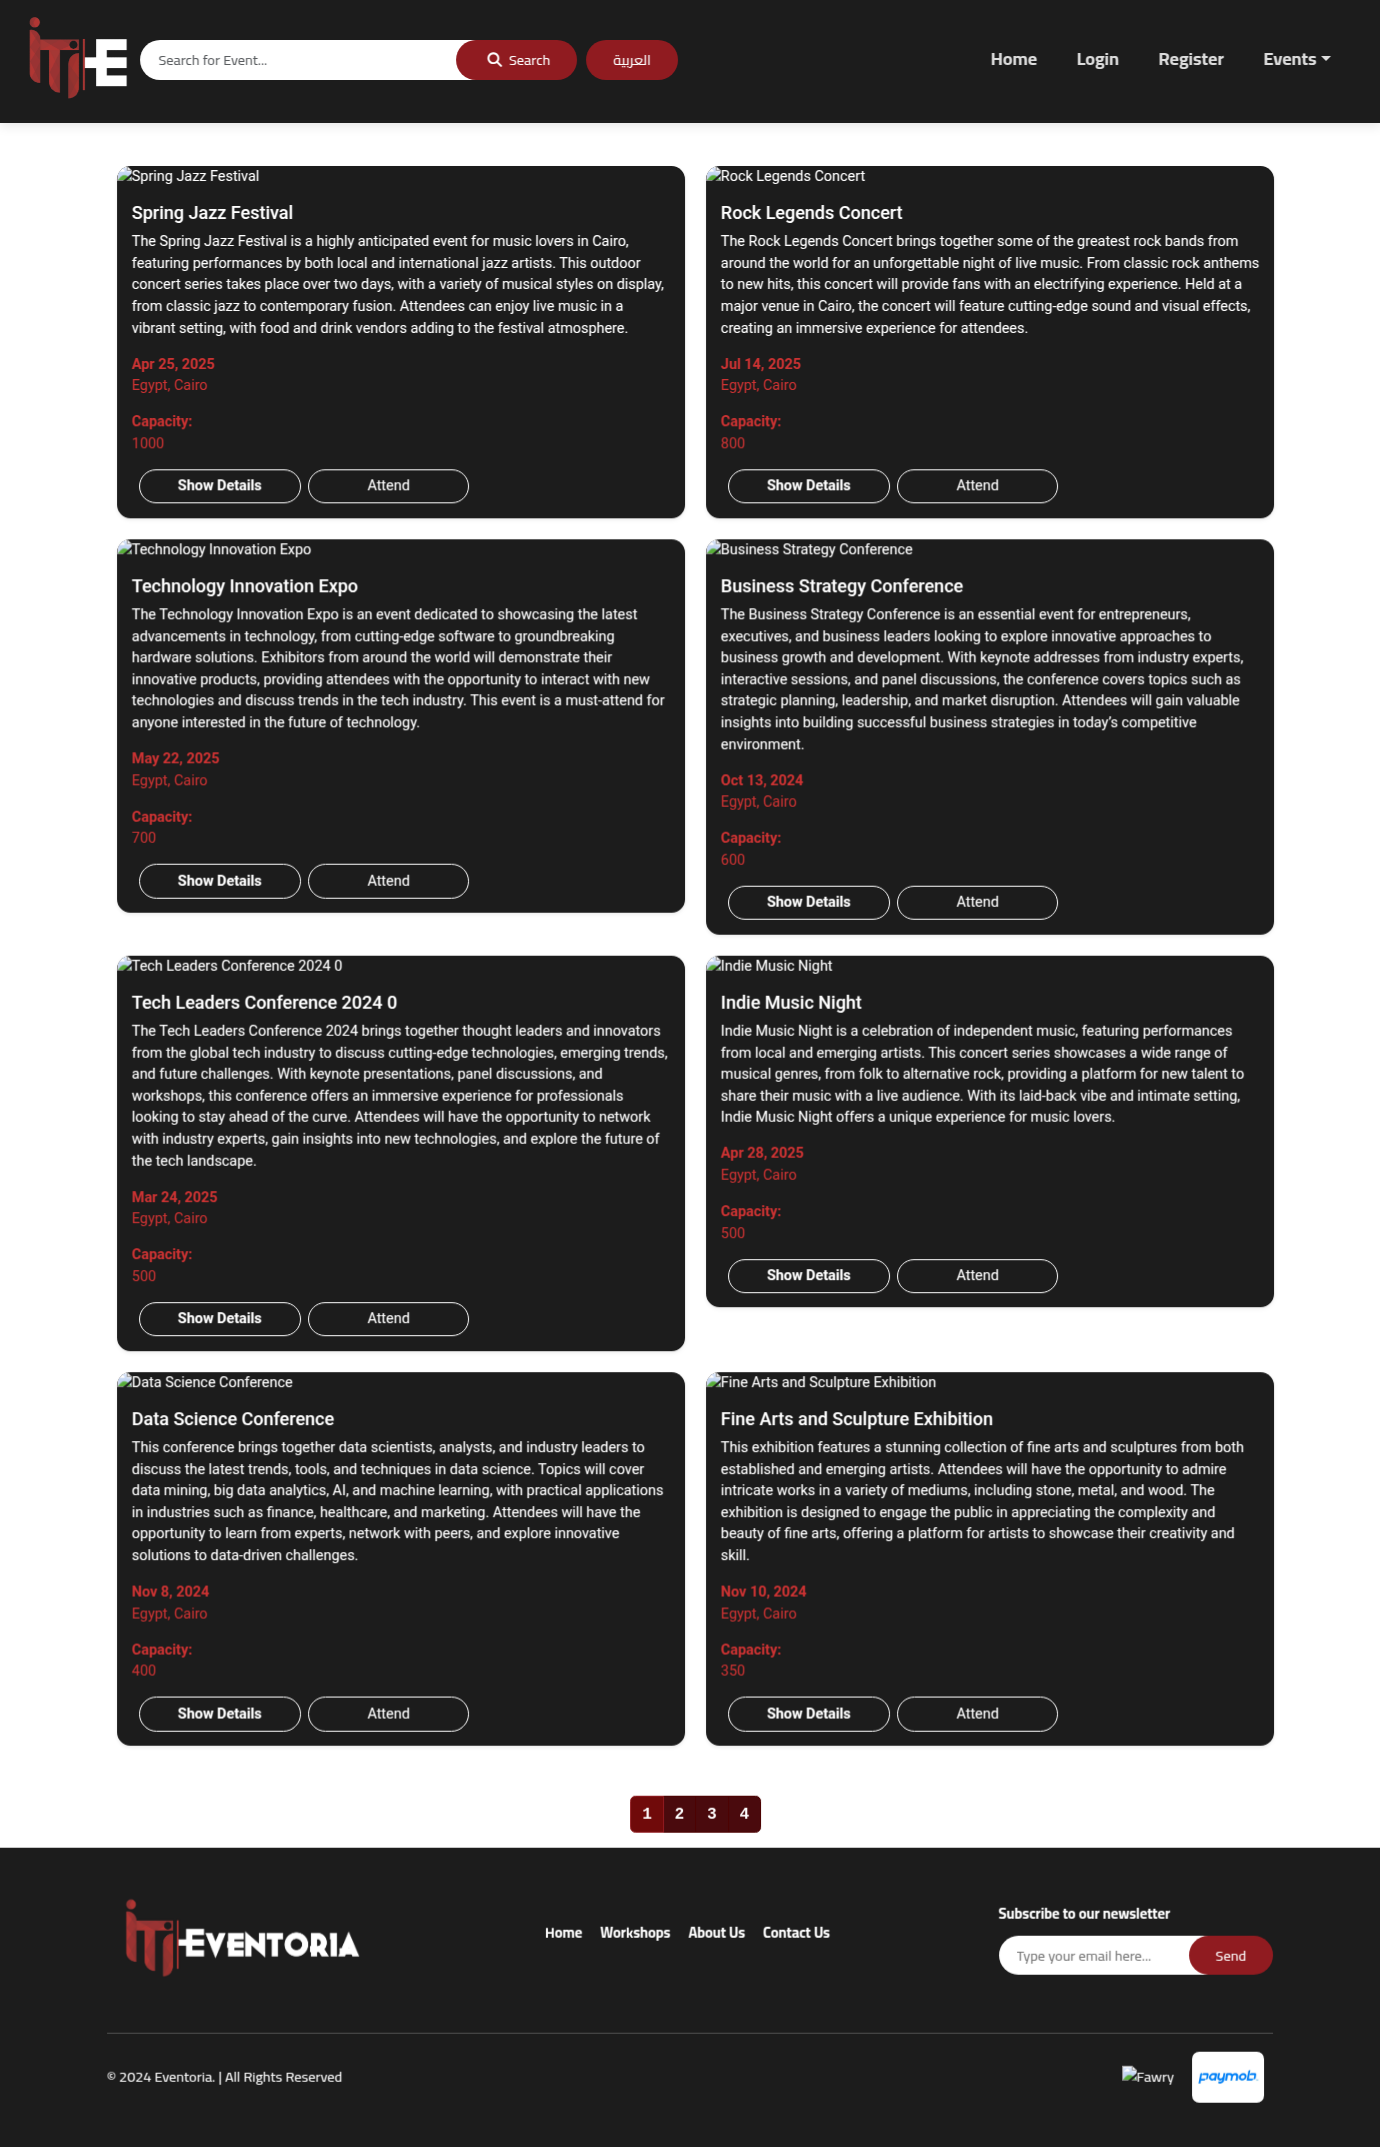 iTi-E
Search for Event...
Search
العربية
Home
Login
Register
Events
Spring Jazz Festival
Spring Jazz Festival
The Spring Jazz Festival is a highly anticipated event for music lovers in Cairo,
featuring performances by both local and international jazz artists. This outdoor
concert series takes place over two days, with a variety of musical styles on display,
from classic jazz to contemporary fusion. Attendees can enjoy live music in a
vibrant setting, with food and drink vendors adding to the festival atmosphere.
Apr 25, 2025
Egypt, Cairo
Capacity:
1000
Show Details
Attend
Rock Legends Concert
Rock Legends Concert
The Rock Legends Concert brings together some of the greatest rock bands from
around the world for an unforgettable night of live music. From classic rock anthems
to new hits, this concert will provide fans with an electrifying experience. Held at a
major venue in Cairo, the concert will feature cutting-edge sound and visual effects,
creating an immersive experience for attendees.
Jul 14, 2025
Egypt, Cairo
Capacity:
800
Show Details
Attend
Technology Innovation Expo
Technology Innovation Expo
The Technology Innovation Expo is an event dedicated to showcasing the latest
advancements in technology, from cutting-edge software to groundbreaking
hardware solutions. Exhibitors from around the world will demonstrate their
innovative products, providing attendees with the opportunity to interact with new
technologies and discuss trends in the tech industry. This event is a must-attend for
anyone interested in the future of technology.
May 22, 2025
Egypt, Cairo
Capacity:
700
Show Details
Attend
Business Strategy Conference
Business Strategy Conference
The Business Strategy Conference is an essential event for entrepreneurs,
executives, and business leaders looking to explore innovative approaches to
business growth and development. With keynote addresses from industry experts,
interactive sessions, and panel discussions, the conference covers topics such as
strategic planning, leadership, and market disruption. Attendees will gain valuable
insights into building successful business strategies in today’s competitive
environment.
Oct 13, 2024
Egypt, Cairo
Capacity:
600
Show Details
Attend
Tech Leaders Conference 2024 0
Tech Leaders Conference 2024 0
The Tech Leaders Conference 2024 brings together thought leaders and innovators
from the global tech industry to discuss cutting-edge technologies, emerging trends,
and future challenges. With keynote presentations, panel discussions, and
workshops, this conference offers an immersive experience for professionals
looking to stay ahead of the curve. Attendees will have the opportunity to network
with industry experts, gain insights into new technologies, and explore the future of
the tech landscape.
Mar 24, 2025
Egypt, Cairo
Capacity:
500
Show Details
Attend
Indie Music Night
Indie Music Night
Indie Music Night is a celebration of independent music, featuring performances
from local and emerging artists. This concert series showcases a wide range of
musical genres, from folk to alternative rock, providing a platform for new talent to
share their music with a live audience. With its laid-back vibe and intimate setting,
Indie Music Night offers a unique experience for music lovers.
Apr 28, 2025
Egypt, Cairo
Capacity:
500
Show Details
Attend
Data Science Conference
Data Science Conference
This conference brings together data scientists, analysts, and industry leaders to
discuss the latest trends, tools, and techniques in data science. Topics will cover
data mining, big data analytics, AI, and machine learning, with practical applications
in industries such as finance, healthcare, and marketing. Attendees will have the
opportunity to learn from experts, network with peers, and explore innovative
solutions to data-driven challenges.
Nov 8, 2024
Egypt, Cairo
Capacity:
400
Show Details
Attend
Fine Arts and Sculpture Exhibition
Fine Arts and Sculpture Exhibition
This exhibition features a stunning collection of fine arts and sculptures from both
established and emerging artists. Attendees will have the opportunity to admire
intricate works in a variety of mediums, including stone, metal, and wood. The
exhibition is designed to engage the public in appreciating the complexity and
beauty of fine arts, offering a platform for artists to showcase their creativity and
skill.
Nov 10, 2024
Egypt, Cairo
Capacity:
350
Show Details
Attend
1 2 3 4
iTi-EVENTORIA
Home
Workshops
About Us
Contact Us
Subscribe to our newsletter
Type your email here...
Send
© 2024 Eventoria. | All Rights Reserved
Fawry
paymob